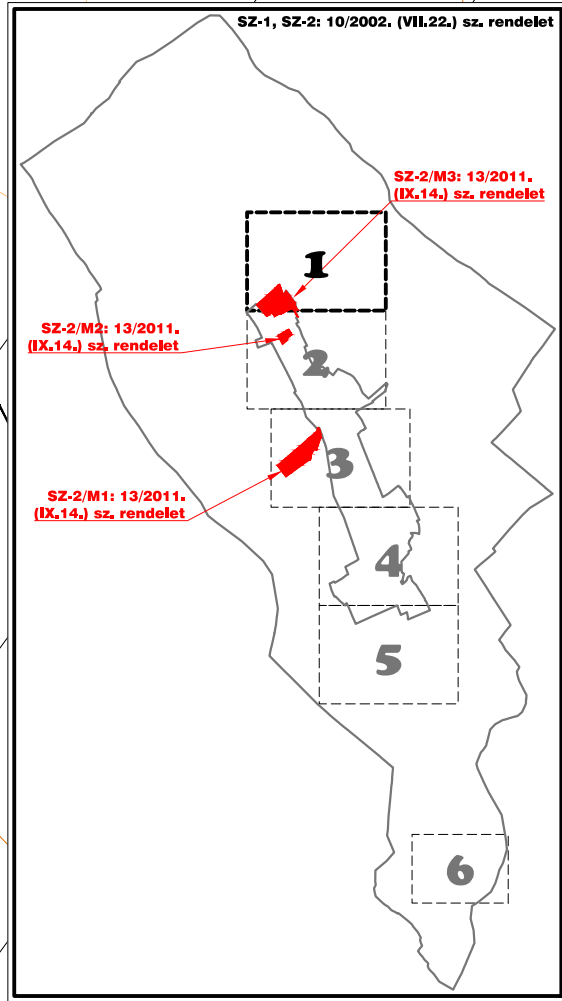 SZ-1, SZ-2: 10/2002. (VII.22.) sz. rendelet
SZ-2/M3: 13/2011.
(IX.14.) sz. rendelet
1
SZ-2/M2: 13/2011.
(IX.14.) sz. rendelet
2
3
SZ-2/M1: 13/2011.
(IX.14.) sz. rendelet
4
5
6